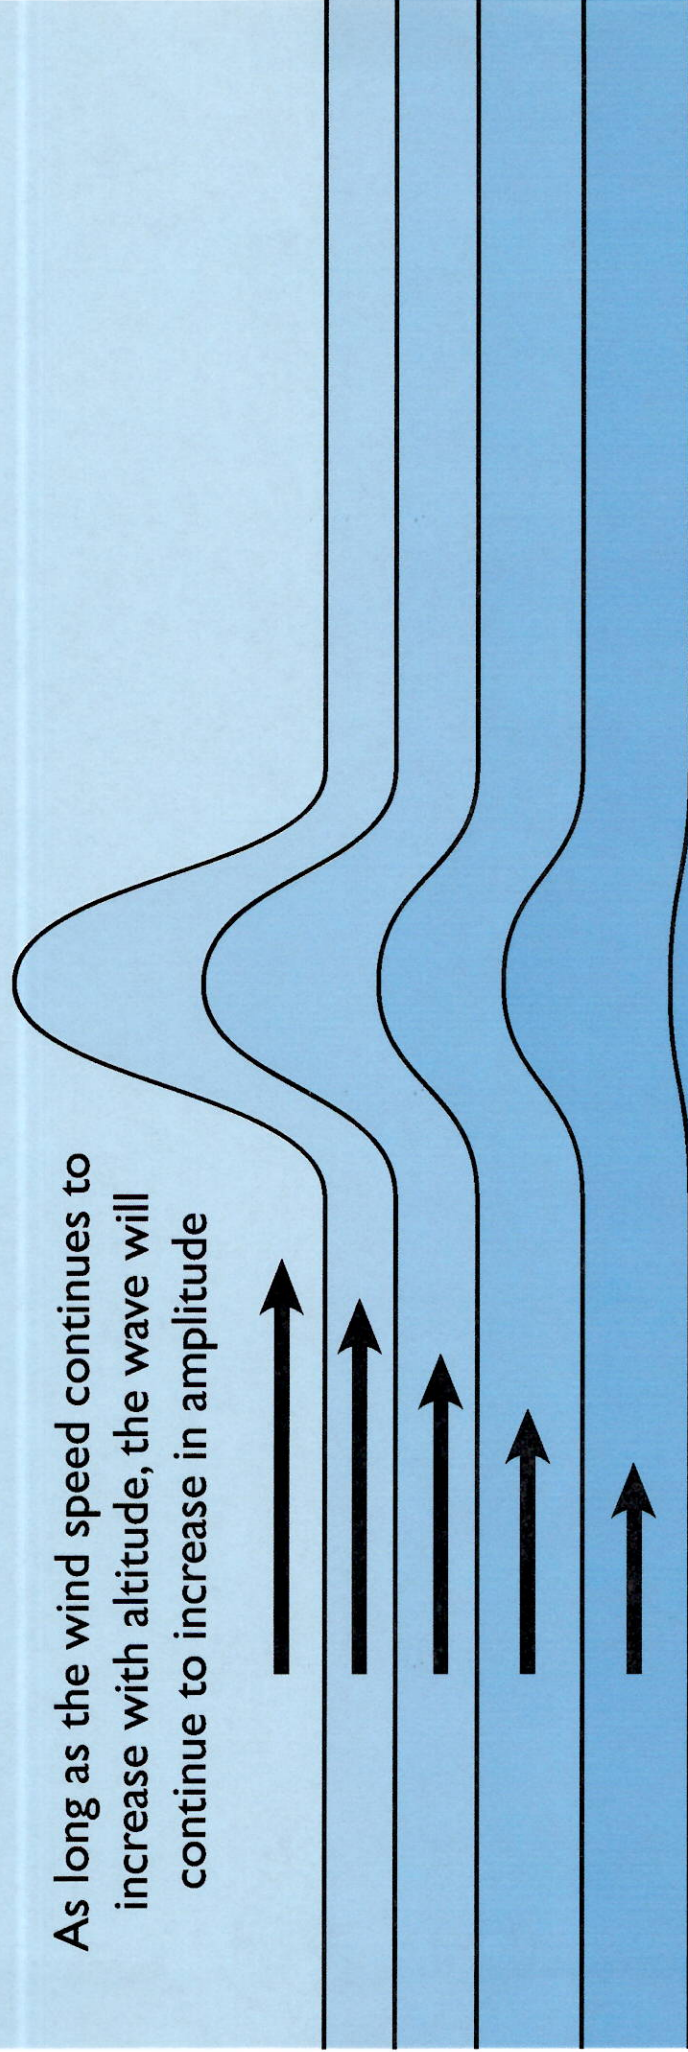 As long as the wind speed continues to
increase with altitude, the wave will
continue to increase in amplitude